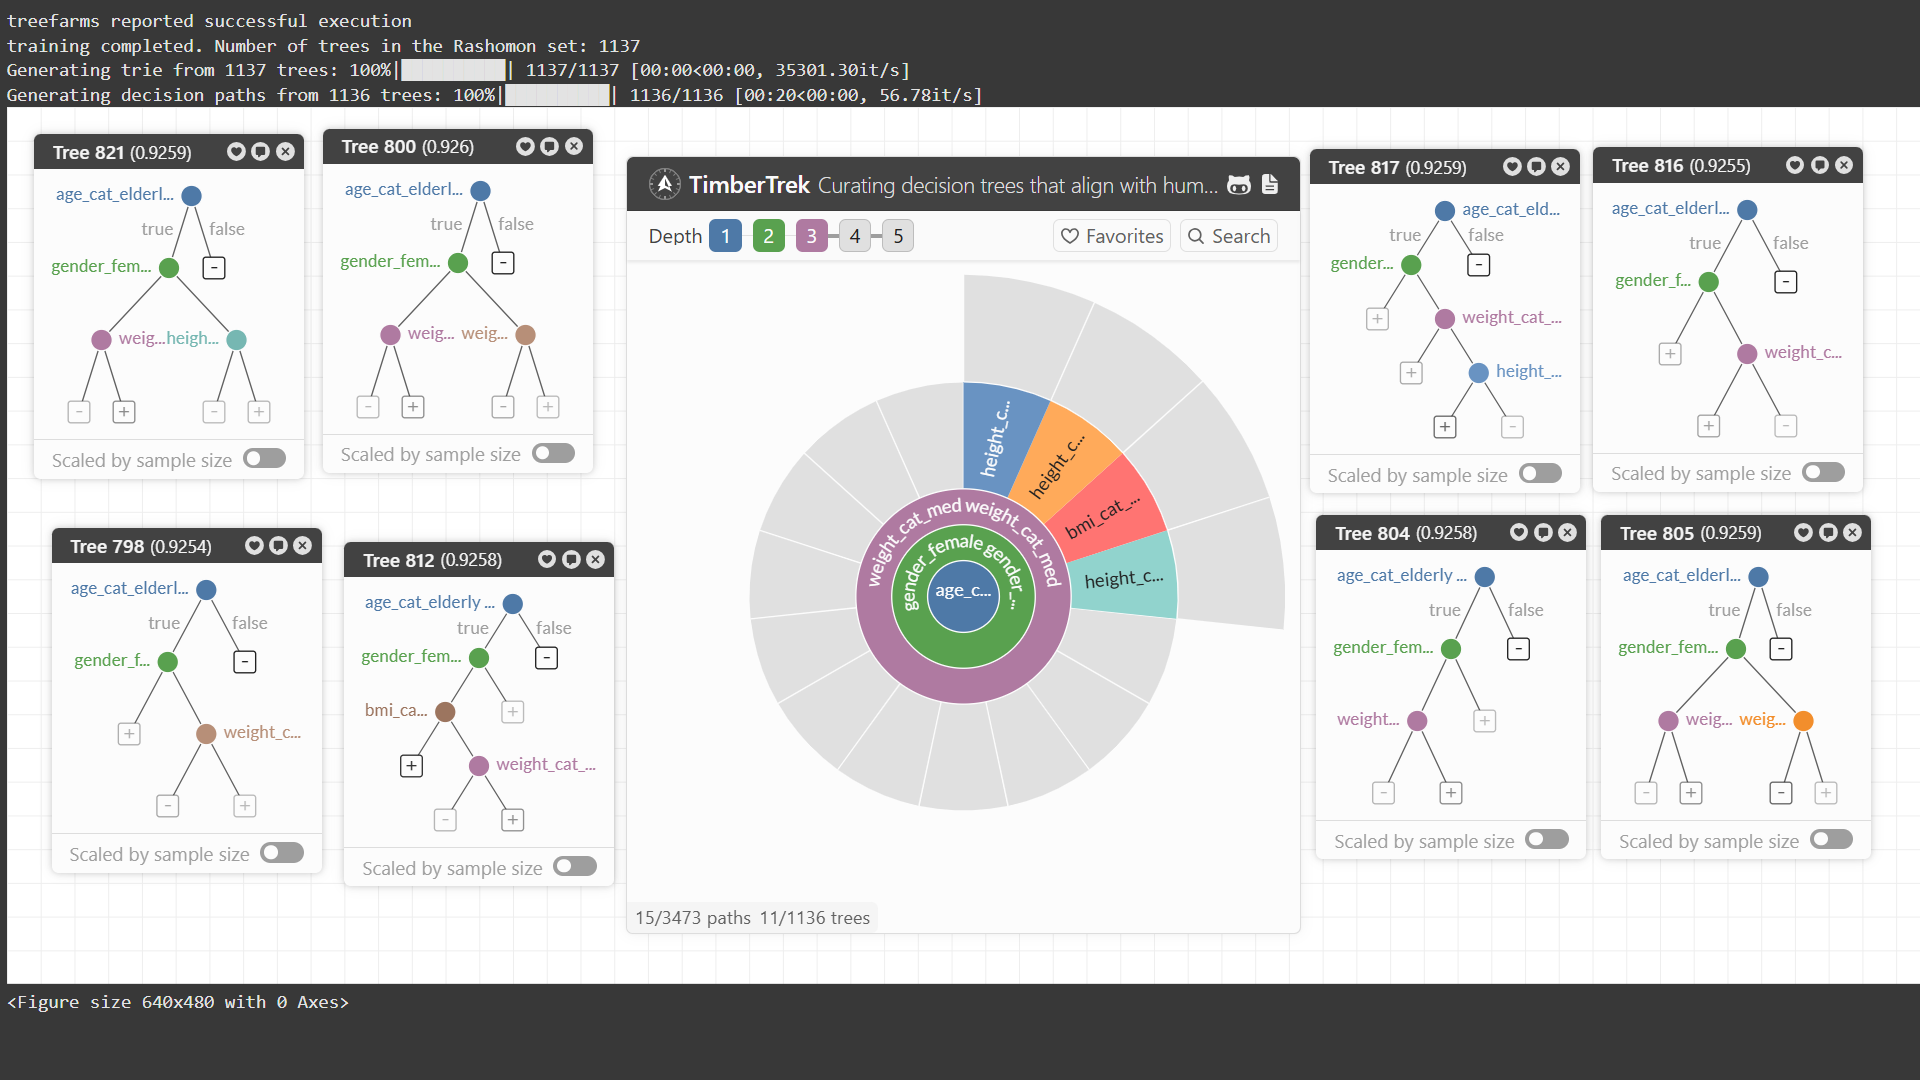 treefarms reported successful execution
training completed. Number of trees in the Rashomon set: 1137
Generating trie from 1137 trees: 100%|██████████| 1137/1137 [00:00<00:00, 35301.30it/s]
Generating decision paths from 1136 trees: 100%|██████████| 1136/1136 [00:20<00:00, 56.78it/s]
Tree 821 (0.9259)
age_cat_elderl...
true false
gender_fem... -
weig... heigh...
- + - +
Scaled by sample size
Tree 800 (0.926)
age_cat_elderl...
true false
gender_fem... -
weig... weig...
- + - +
Scaled by sample size
Tree 798 (0.9254)
age_cat_elderl...
true false
gender_f... -
+ weight_c...
- +
Scaled by sample size
Tree 812 (0.9258)
age_cat_elderly ...
true false
gender_fem... -
bmi_ca... +
+ weight_cat_...
- +
Scaled by sample size
TimberTrek Curating decision trees that align with hum...
Depth 1 2 3 4 5 Favorites Search
height_c...
height_c...
bmi_cat_...
height_c...
weight_cat_med weight_cat_med
gender_female gender_...
age_c...
15/3473 paths 11/1136 trees
Tree 817 (0.9259)
age_cat_eld...
true false
gender... -
+ weight_cat_...
+ height_...
+ -
Scaled by sample size
Tree 816 (0.9255)
age_cat_elderl...
true false
gender_f... -
+ weight_c...
+ -
Scaled by sample size
Tree 804 (0.9258)
age_cat_elderly ...
true false
gender_fem... -
weight... +
- +
Scaled by sample size
Tree 805 (0.9259)
age_cat_elderl...
true false
gender_fem... -
weig... weig...
- + - +
Scaled by sample size
<Figure size 640x480 with 0 Axes>